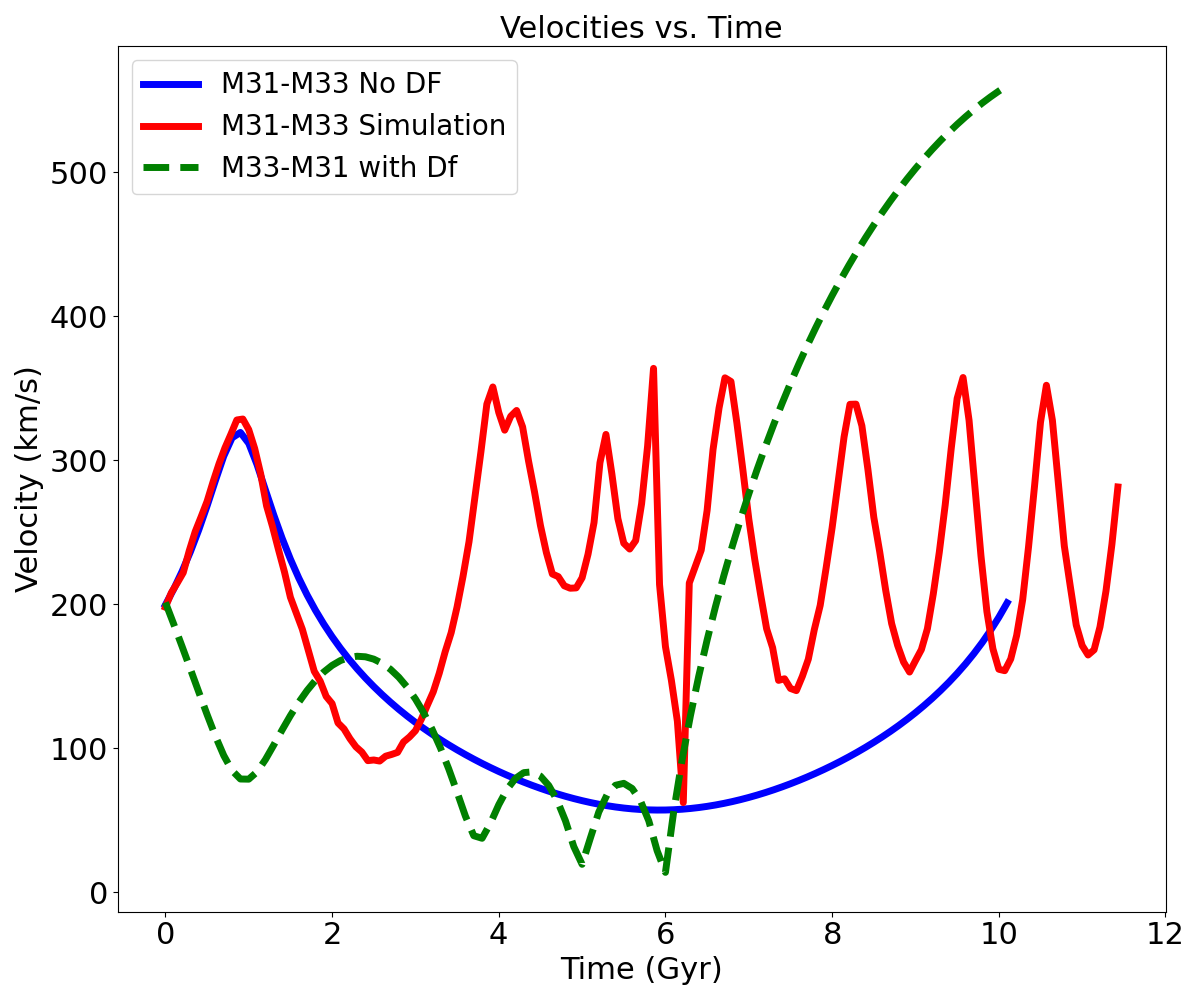 Velocities vs. Time
M31-M33 No DF
M31-M33 Simulation
M33-M31 with Df
Velocity (km/s)
500
400
300
200
100
0
0 2 4 6 8 10 12
Time (Gyr)